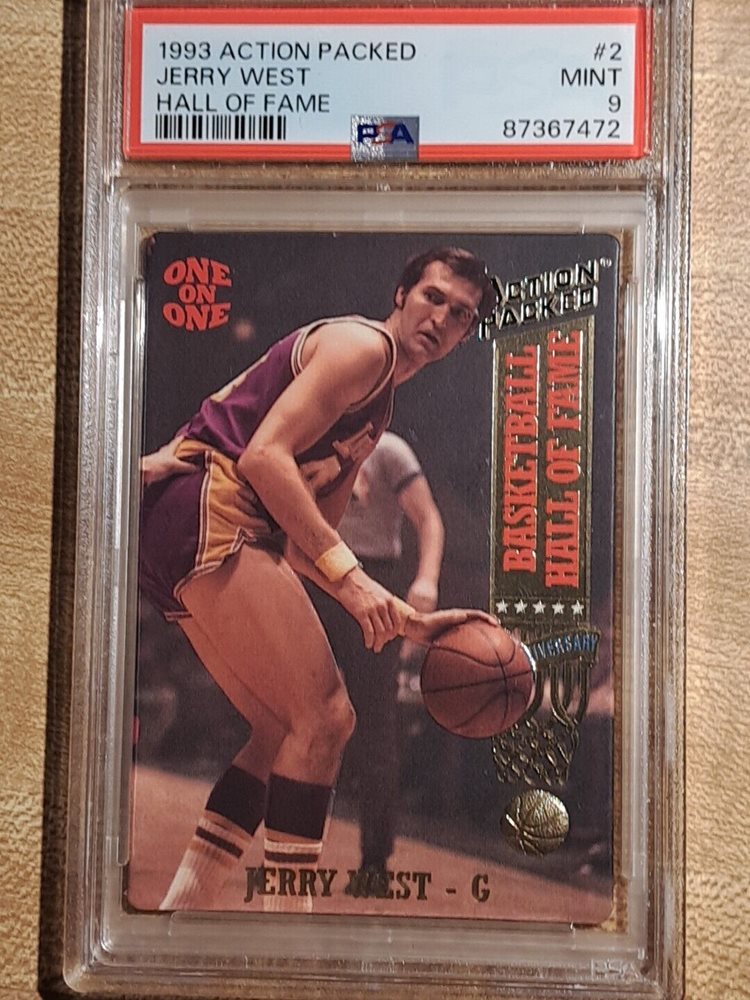 1993 ACTION PACKED #2
JERRY WEST MINT
HALL OF FAME 9
PSA 87367472
ONE
ON
ONE
ACTION
PACKED
BASKETBALL
HALL OF FAME
JERRY WEST - G
PSA